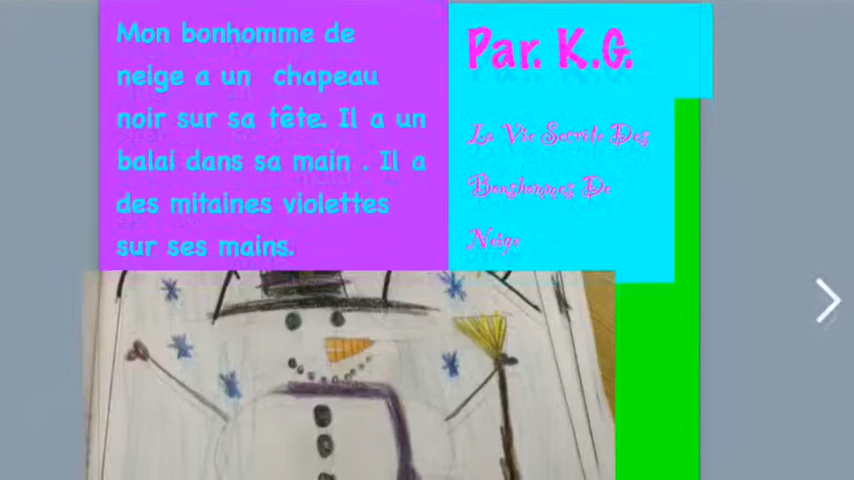 Mon bonhomme de
neige a un chapeau
noir sur sa tête. Il a un
balai dans sa main . Il a
des mitaines violettes
sur ses mains.
Par. K.G.
La Vie Secrète Des
Bonshommes De
Neige